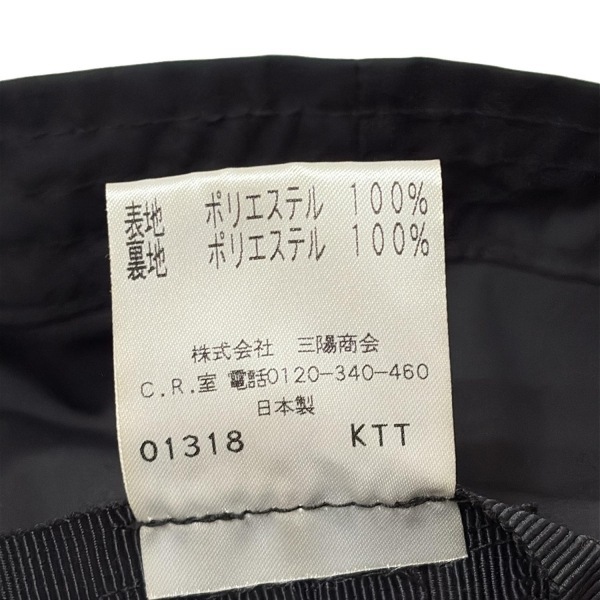 表地 ポリエステル 100%
裏地 ポリエステル 100%
株式会社 三陽商会
C.R.室 電話0120-340-460
日本製
01318 KTT